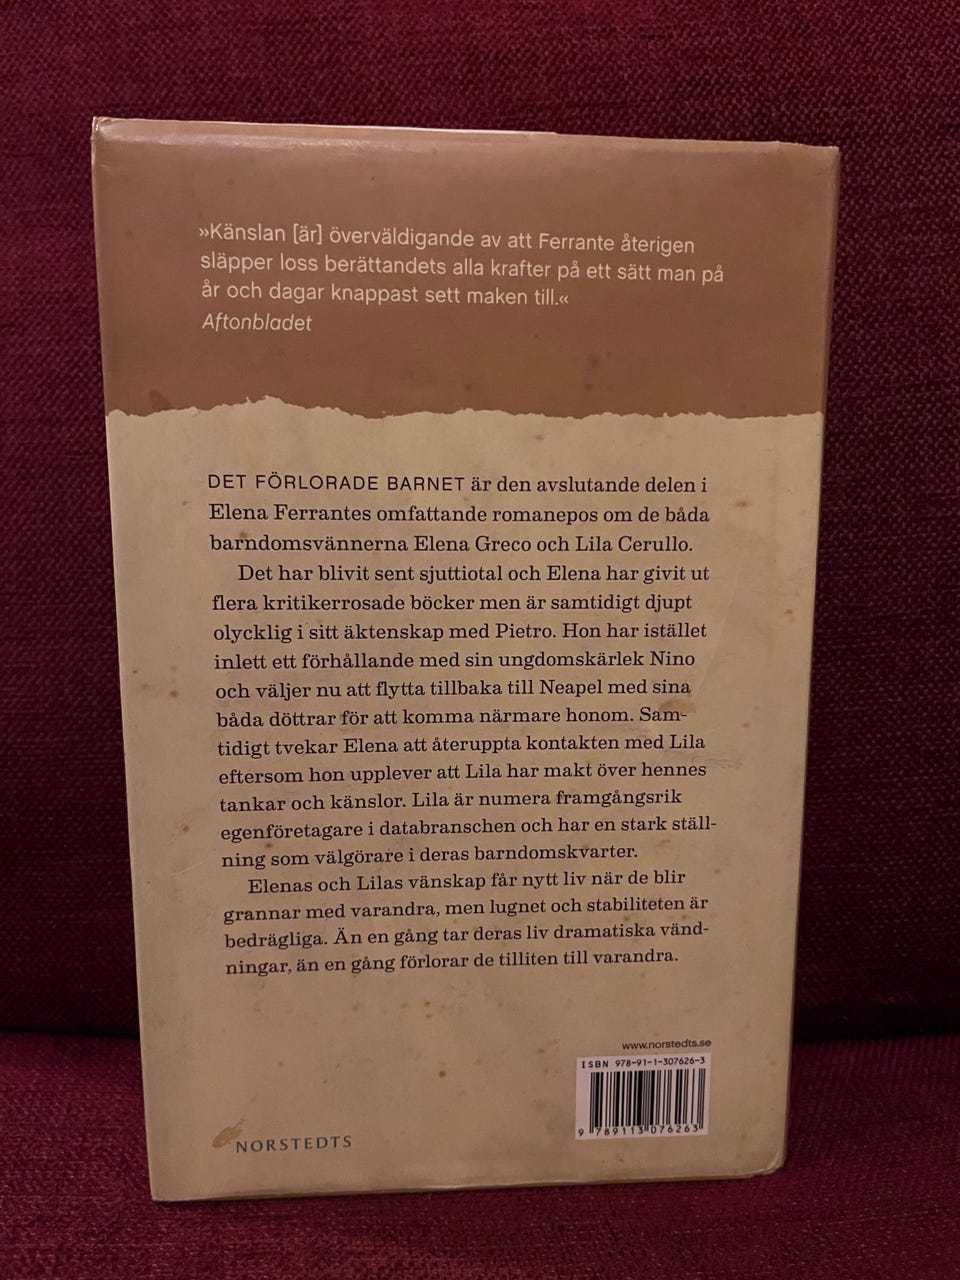 »Känslan [är] överväldigande av att Ferrante återigen
släpper loss berättandets alla krafter på ett sätt man på
år och dagar knappast sett maken till.«
Aftonbladet
DET FÖRLORADE BARNET är den avslutande delen i
Elena Ferrantes omfattande romanepos om de båda
barndomsvännerna Elena Greco och Lila Cerullo.
Det har blivit sent sjuttiotal och Elena har givit ut
flera kritikerrosade böcker men är samtidigt djupt
olycklig i sitt äktenskap med Pietro. Hon har istället
inlett ett förhållande med sin ungdomskärlek Nino
och väljer nu att flytta tillbaka till Neapel med sina
båda döttrar för att komma närmare honom. Sam-
tidigt tvekar Elena att återuppta kontakten med Lila
eftersom hon upplever att Lila har makt över hennes
tankar och känslor. Lila är numera framgångsrik
egenföretagare i databranschen och har en stark ställ-
ning som välgörare i deras barndomskvarter.
Elenas och Lilas vänskap får nytt liv när de blir
grannar med varandra, men lugnet och stabiliteten är
bedrägliga. Än en gång tar deras liv dramatiska vänd-
ningar, än en gång förlorar de tilliten till varandra.
www.norstedts.se
ISBN 978-91-1-307626-3
9 789113 076263
NORSTEDTS